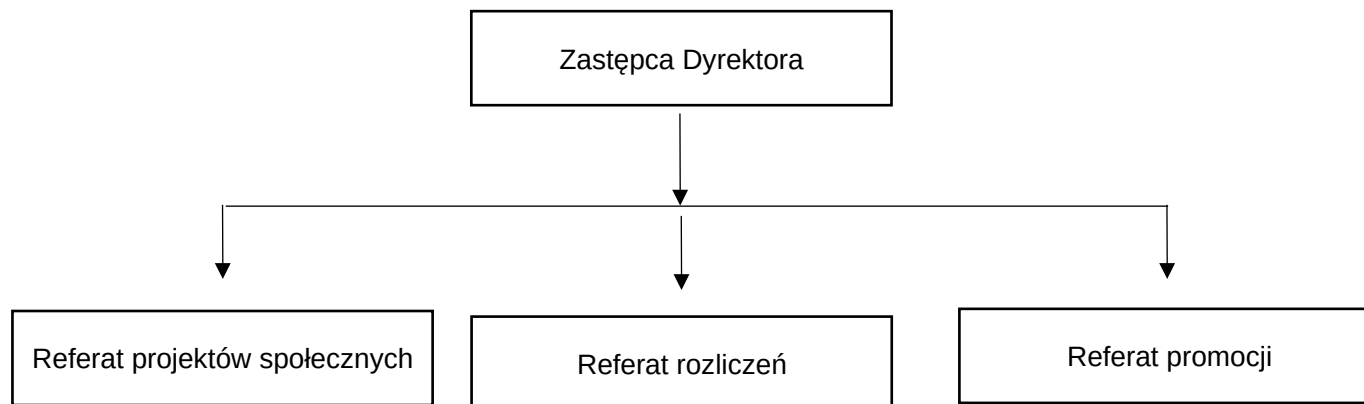 Zastępca Dyrektora
Referat projektów społecznych
Referat rozliczeń
Referat promocji